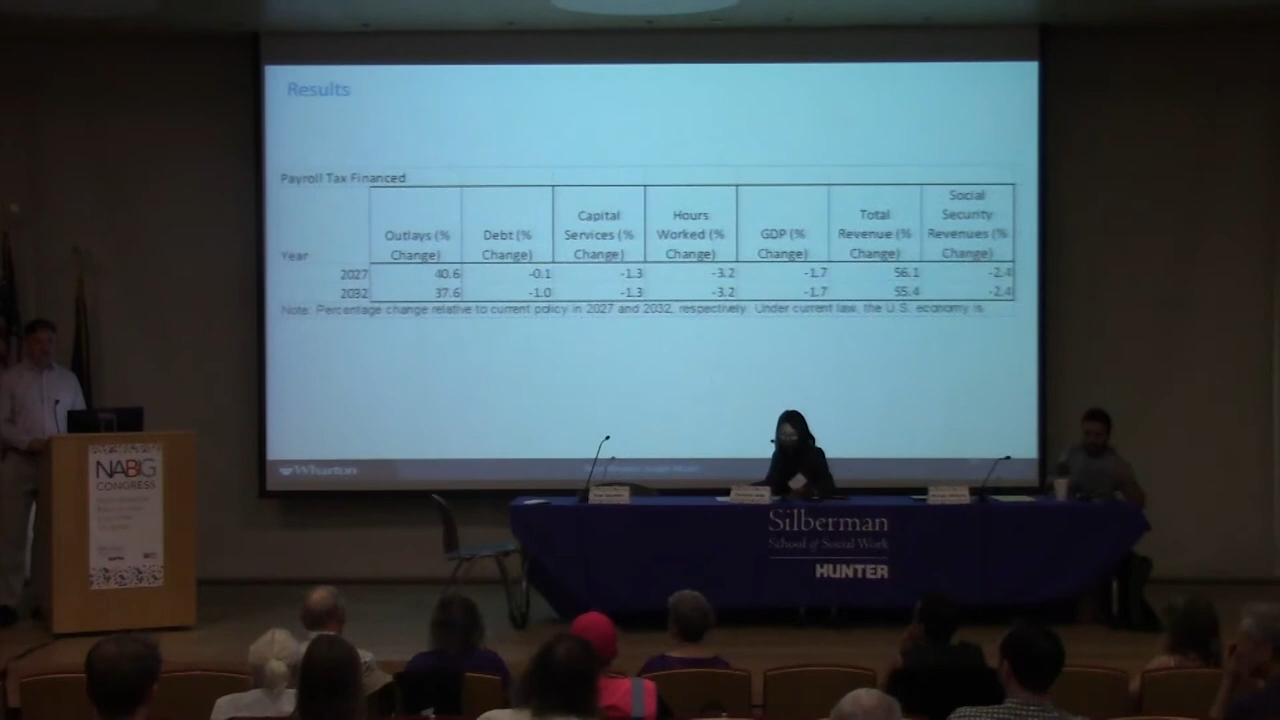 Results
Payroll Tax Financed
Year Outlays (% Change) Debt (% Change) Capital Services (% Change) Hours Worked (% Change) GDP (% Change) Total Revenue (% Change) Social Security Revenues (% Change)
2027 40.6 -0.1 -1.3 -3.2 -1.7 56.1 -2.4
2032 37.6 -1.0 -1.3 -3.2 -1.7 55.4 -2.4
Note: Percentage change relative to current policy in 2027 and 2032, respectively. Under current law, the U.S. economy is
Wharton
NABIG
CONGRESS
Silberman
School of Social Work
HUNTER